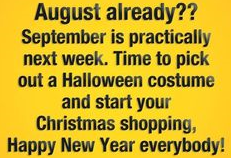 August already??
September is practically
next week. Time to pick
out a Halloween costume
and start your
Christmas shopping,
Happy New Year everybody!